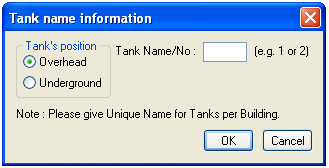 Tank name information
Tank's position
Overhead
Tank Name/No :
(e.g. 1 or 2)
Underground
Note : Please give Unique Name for Tanks per Building.
OK
Cancel